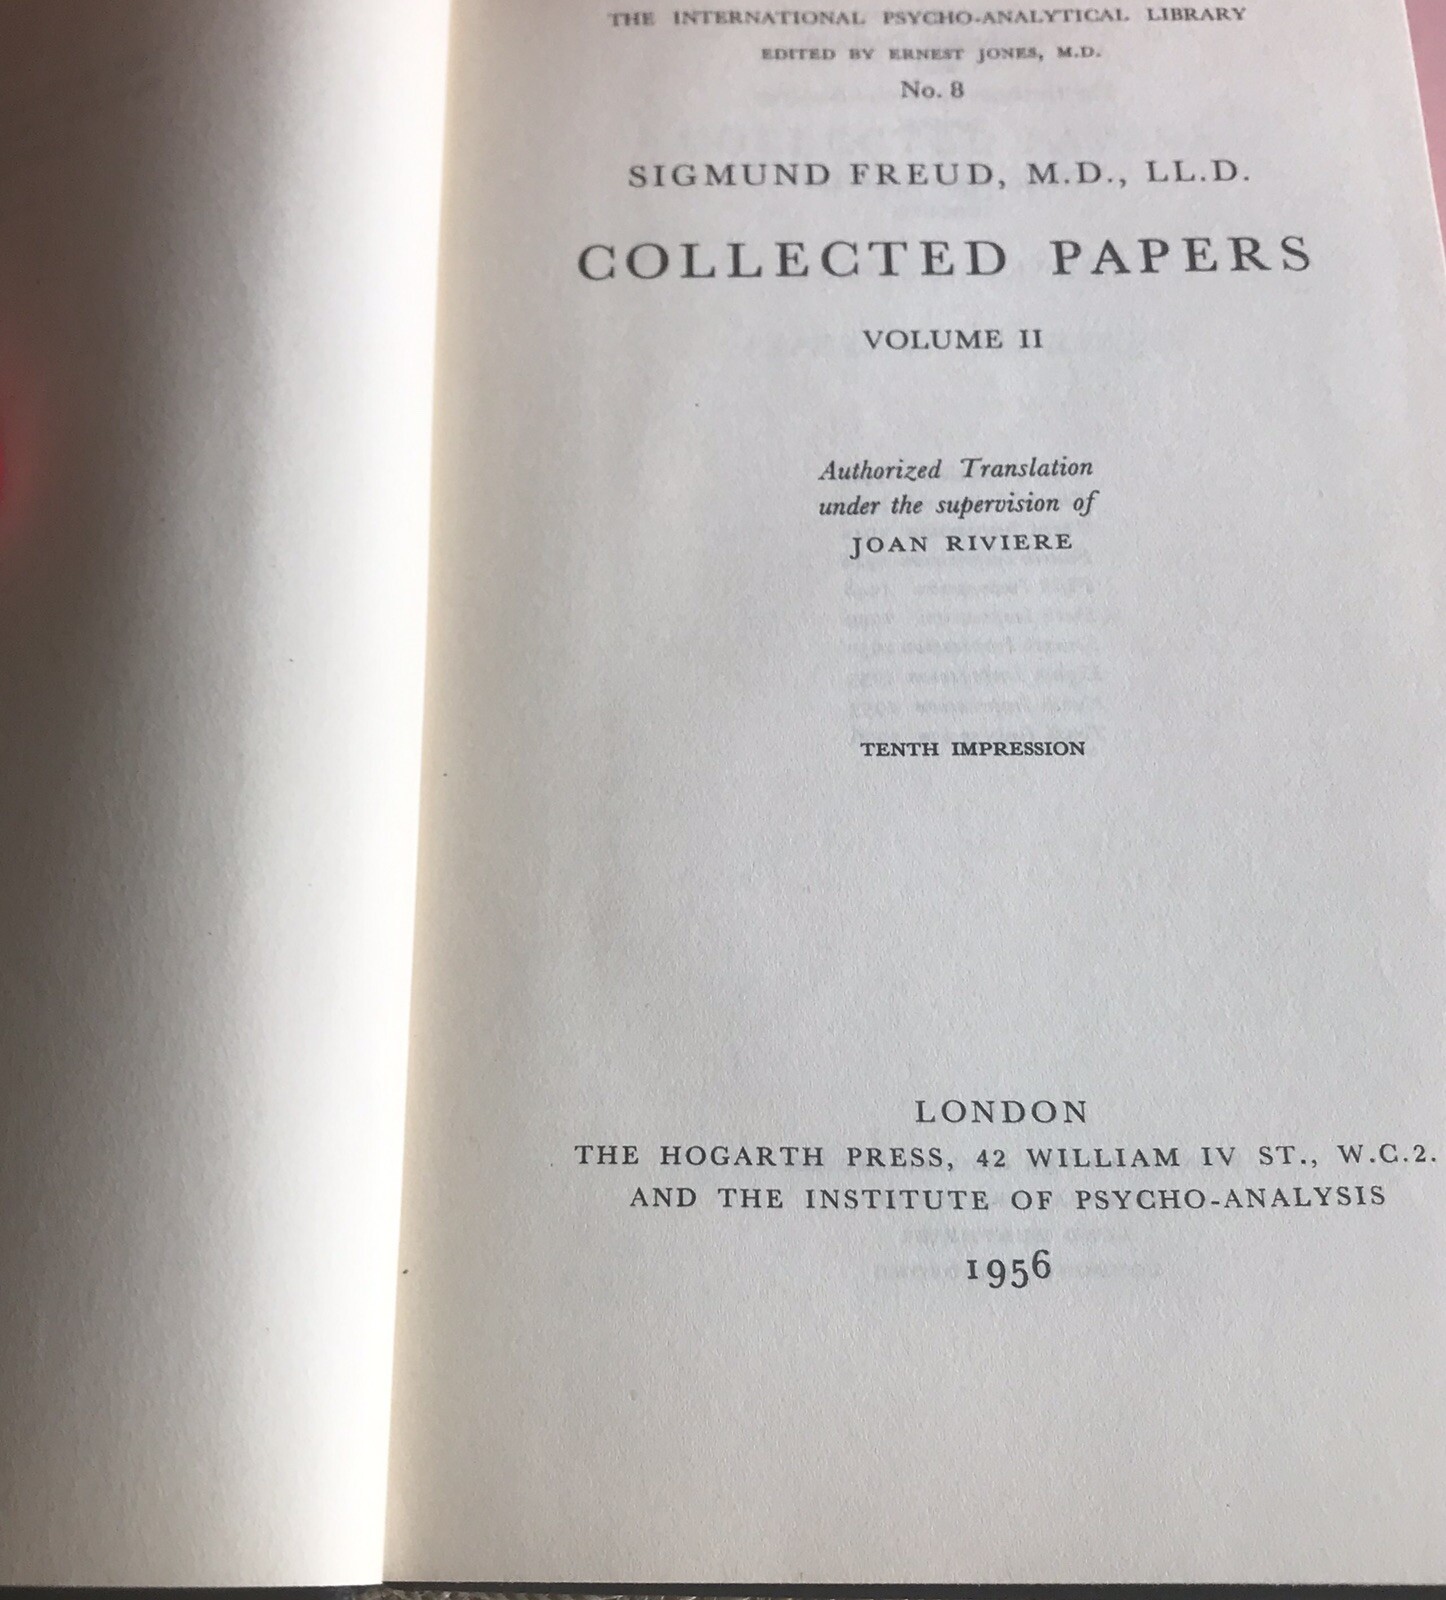 THE INTERNATIONAL PSYCHO-ANALYTICAL LIBRARY
EDITED BY ERNEST JONES, M.D.
No. 8
SIGMUND FREUD, M.D., LL.D.
COLLECTED PAPERS
VOLUME II
Authorized Translation
under the supervision of
JOAN RIVIERE
TENTH IMPRESSION
LONDON
THE HOGARTH PRESS, 42 WILLIAM IV ST., W.C.2.
AND THE INSTITUTE OF PSYCHO-ANALYSIS
1956